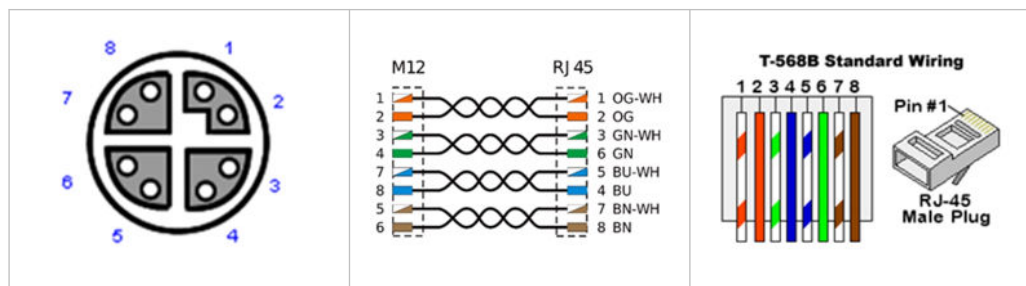 8 1
7 2
6 3
5 4
M12 RJ 45
1 1 OG-WH
2 2 OG
3 3 GN-WH
4 6 GN
7 5 BU-WH
8 4 BU
5 7 BN-WH
6 8 BN
T-568B Standard Wiring
1 2 3 4 5 6 7 8
Pin #1
RJ-45
Male Plug